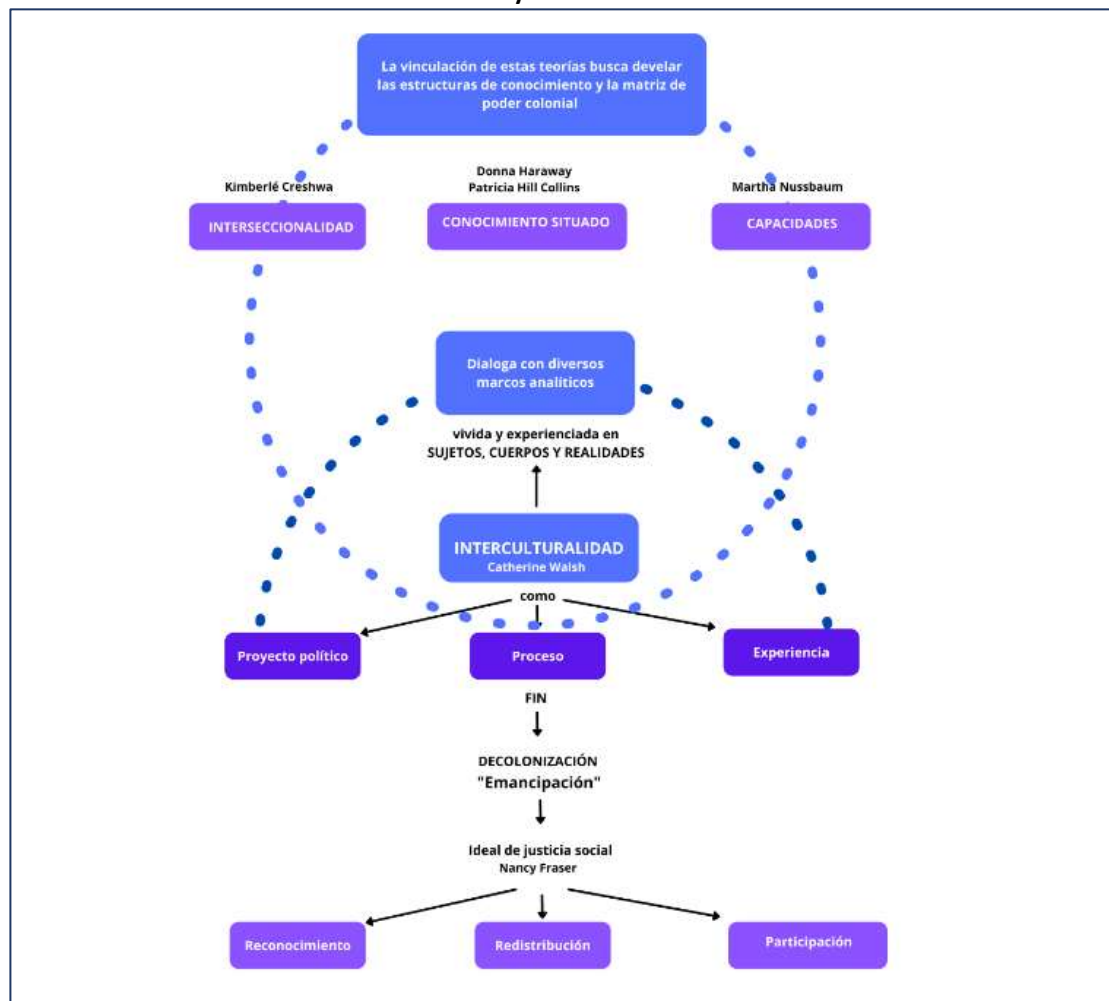 La vinculación de estas teorías busca develar
las estructuras de conocimiento y la matriz de
poder colonial
Kimberlé Creshwa
INTERSECCIONALIDAD
Donna Haraway
Patricia Hill Collins
CONOCIMIENTO SITUADO
Martha Nussbaum
CAPACIDADES
Dialoga con diversos
marcos analíticos
vivida y experienciada en
SUJETOS, CUERPOS Y REALIDADES
INTERCULTURALIDAD
Catherine Walsh
como
Proyecto político
Proceso
Experiencia
FIN
DECOLONIZACIÓN
"Emancipación"
Ideal de justicia social
Nancy Fraser
Reconocimiento
Redistribución
Participación